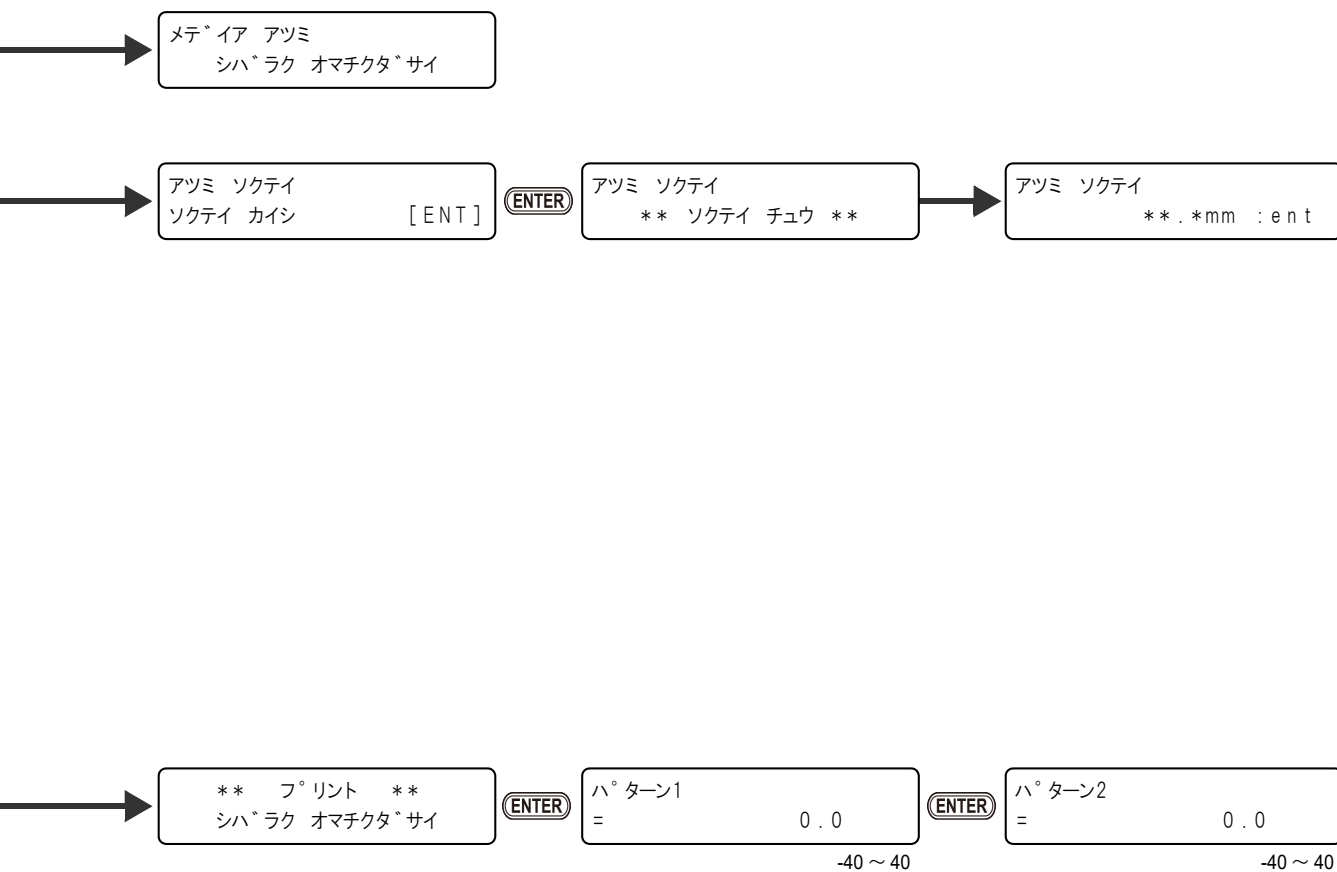 メデ゛イア アツミ
シハ゛ラク オマチクタ゛サイ
アツミ ソクテイ
ソクテイ カイシ [ENT]
ENTER
アツミ ソクテイ
** ソクテイ チュウ **
アツミ ソクテイ
**.*mm :ent
** フ゜リント **
シハ゛ラク オマチクタ゛サイ
ENTER
ハ゜ターン1
= 0.0
-40 ～ 40
ENTER
ハ゜ターン2
= 0.0
-40 ～ 40